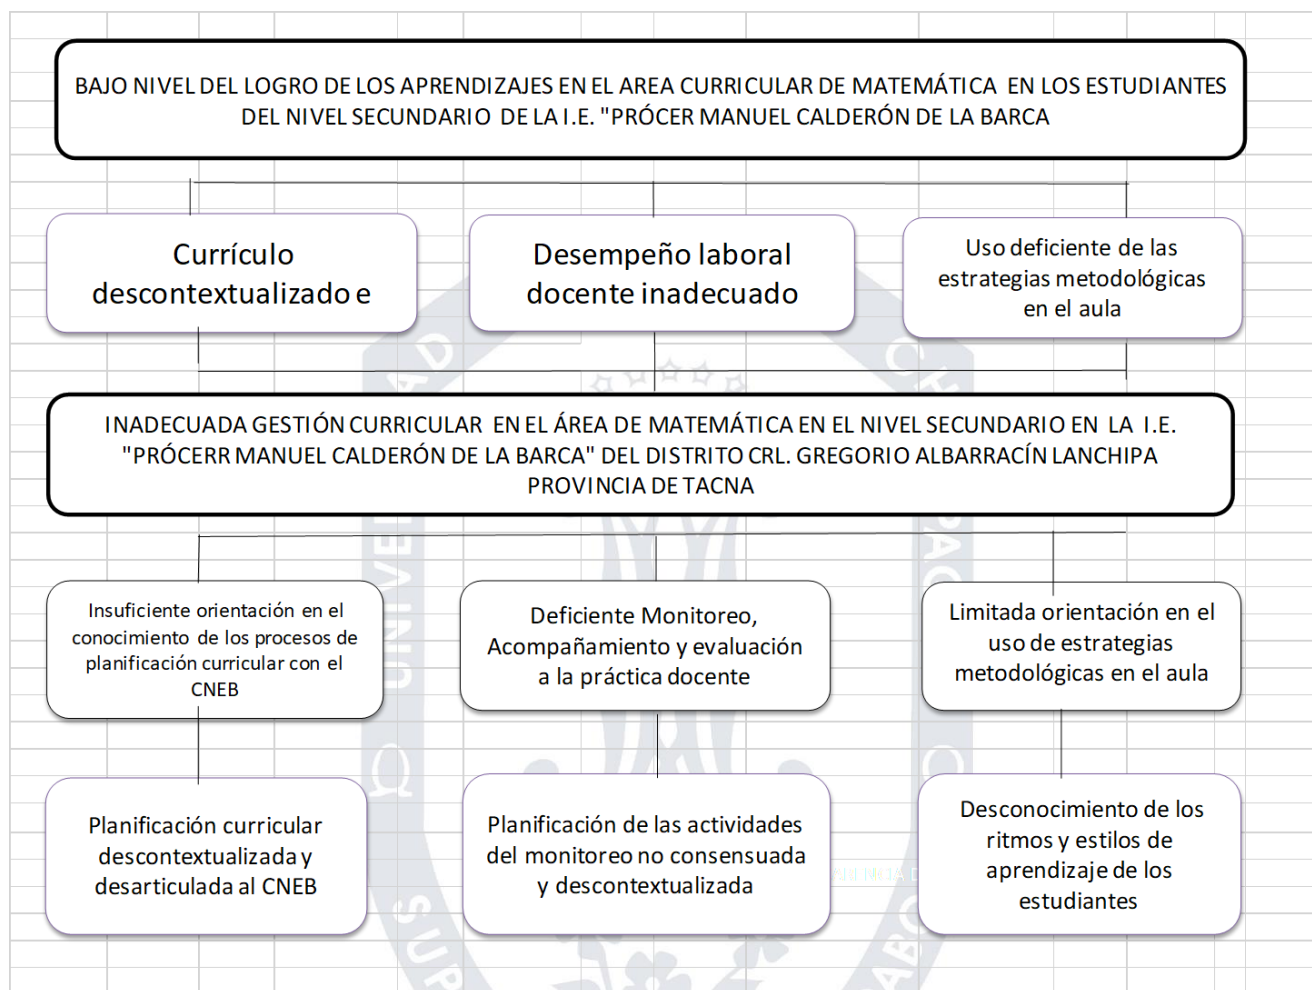 BAJO NIVEL DEL LOGRO DE LOS APRENDIZAJES EN EL AREA CURRICULAR DE MATEMÁTICA EN LOS ESTUDIANTES
DEL NIVEL SECUNDARIO DE LA I.E. "PRÓCER MANUEL CALDERÓN DE LA BARCA
Currículo
descontextualizado e
Desempeño laboral
docente inadecuado
Uso deficiente de las
estrategias metodológicas
en el aula
INADECUADA GESTIÓN CURRICULAR EN EL ÁREA DE MATEMÁTICA EN EL NIVEL SECUNDARIO EN LA I.E.
"PRÓCERR MANUEL CALDERÓN DE LA BARCA" DEL DISTRITO CRL. GREGORIO ALBARRACÍN LANCHIPA
PROVINCIA DE TACNA
Insuficiente orientación en el
conocimiento de los procesos de
planificación curricular con el
CNEB
Deficiente Monitoreo,
Acompañamiento y evaluación
a la práctica docente
Limitada orientación en el
uso de estrategias
metodológicas en el aula
Planificación curricular
descontextualizada y
desarticulada al CNEB
Planificación de las actividades
del monitoreo no consensuada
y descontextualizada
Desconocimiento de los
ritmos y estilos de
aprendizaje de los
estudiantes